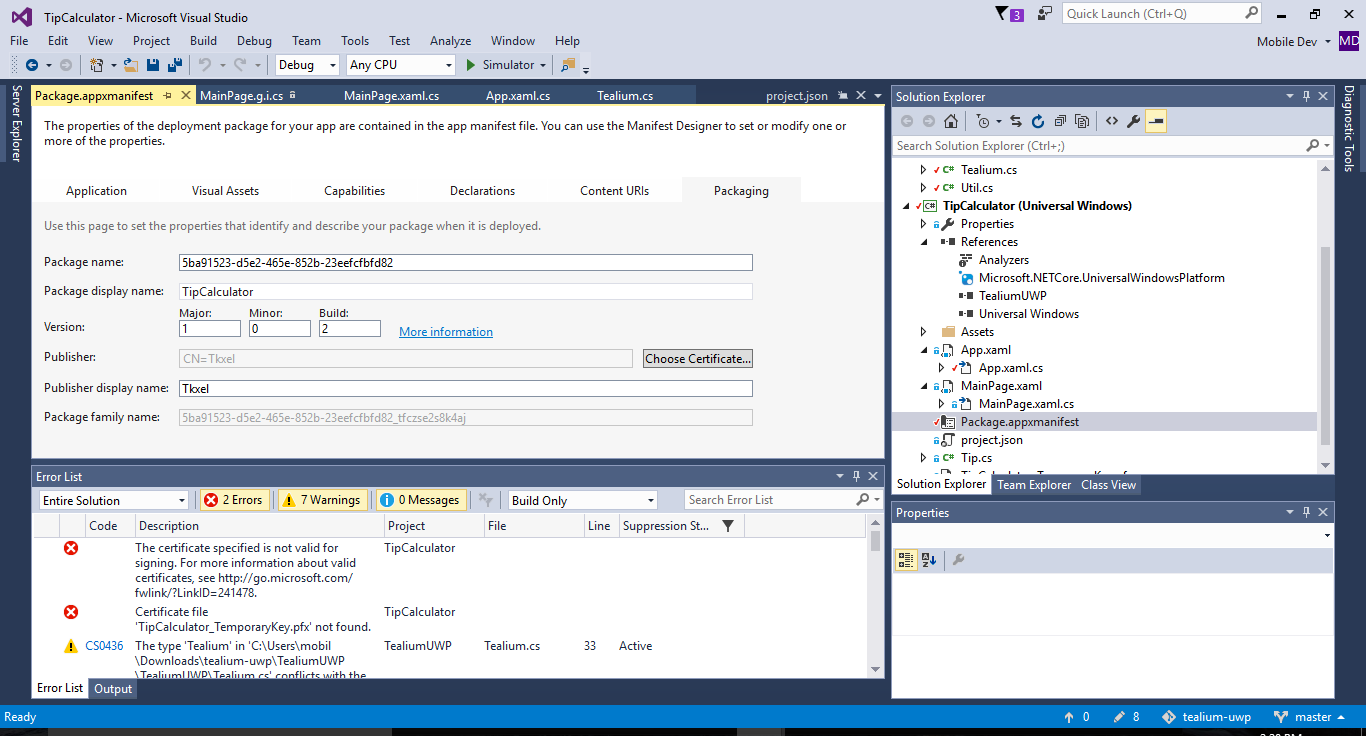 TipCalculator - Microsoft Visual Studio
3
Quick Launch (Ctrl+Q)
File Edit View Project Build Debug Team Tools Test Analyze Window Help
Mobile Dev MD
Debug Any CPU Simulator
Server Explorer
Package.appxmanifest MainPage.g.i.cs MainPage.xaml.cs App.xaml.cs Tealium.cs project.json
The properties of the deployment package for your app are contained in the app manifest file. You can use the Manifest Designer to set or modify one or
more of the properties.
Application Visual Assets Capabilities Declarations Content URIs Packaging
Use this page to set the properties that identify and describe your package when it is deployed.
Package name: 5ba91523-d5e2-465e-852b-23eefcfbfd82
Package display name: TipCalculator
Major: Minor: Build:
Version: 1 0 2 More information
Publisher: CN=Tkxel Choose Certificate...
Publisher display name: Tkxel
Package family name: 5ba91523-d5e2-465e-852b-23eefcfbfd82_tfczse2s8k4aj
Error List
Entire Solution 2 Errors 7 Warnings 0 Messages Build Only Search Error List
Code Description Project File Line Suppression St...
The certificate specified is not valid for TipCalculator
signing. For more information about valid
certificates, see http://go.microsoft.com/
fwlink/?LinkID=241478.
Certificate file TipCalculator
'TipCalculator_TemporaryKey.pfx' not found.
CS0436 The type 'Tealium' in 'C:\Users\mobil TealiumUWP Tealium.cs 33 Active
\Downloads\tealium-uwp\TealiumUWP
\TealiumUWP\Tealium.cs' conflicts with the
Error List Output
Solution Explorer
Search Solution Explorer (Ctrl+;)
C# Tealium.cs
C# Util.cs
C# TipCalculator (Universal Windows)
Properties
References
Analyzers
Microsoft.NETCore.UniversalWindowsPlatform
TealiumUWP
Universal Windows
Assets
App.xaml
App.xaml.cs
MainPage.xaml
MainPage.xaml.cs
Package.appxmanifest
project.json
C# Tip.cs
Solution Explorer Team Explorer Class View
Properties
Diagnostic Tools
Ready 0 8 tealium-uwp master